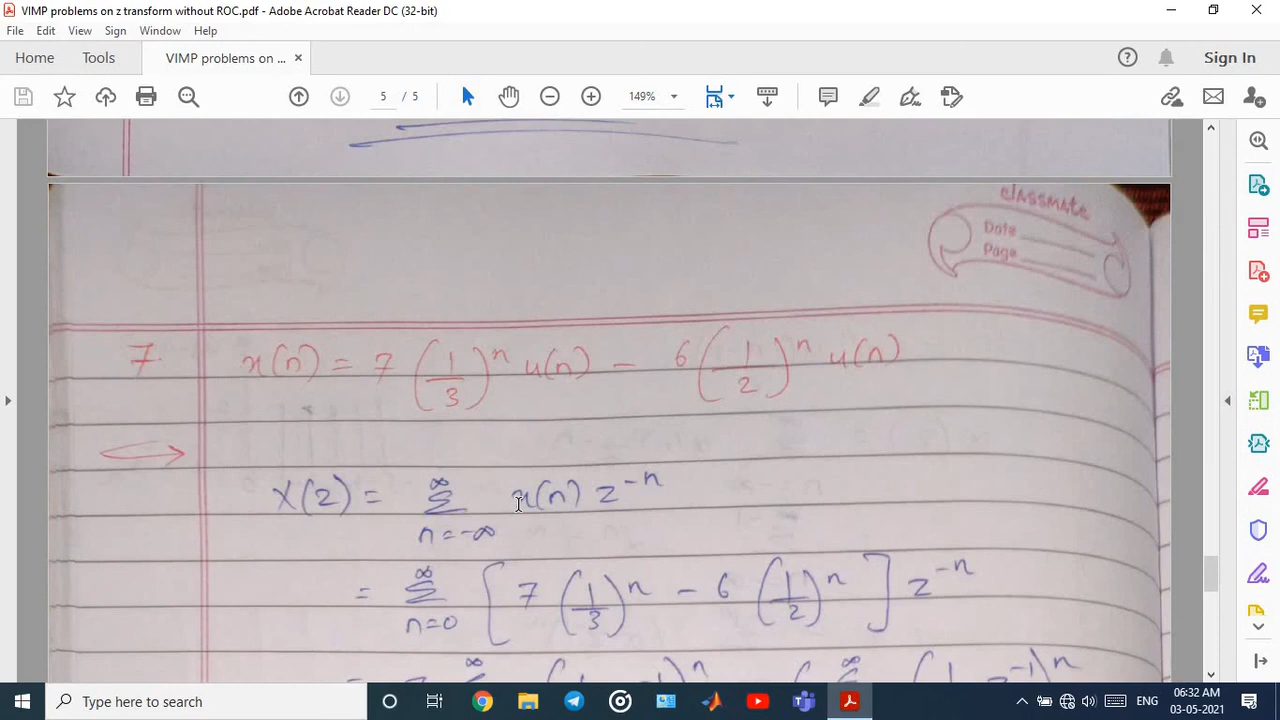 VIMP problems on z transform without ROC.pdf - Adobe Acrobat Reader DC (32-bit)
File Edit View Sign Window Help
Home Tools VIMP problems on ... × Sign In
5 / 5 149%
classmate
Date
Page
7. x(n) = 7 (1/3)^n u(n) - 6 (1/2)^n u(n)
X(z) = ∞ Σ n=-∞ x(n) z^-n
= ∞ Σ n=0 [ 7 (1/3)^n - 6 (1/2)^n ] z^-n
Type here to search ENG 06:32 AM
03-05-2021